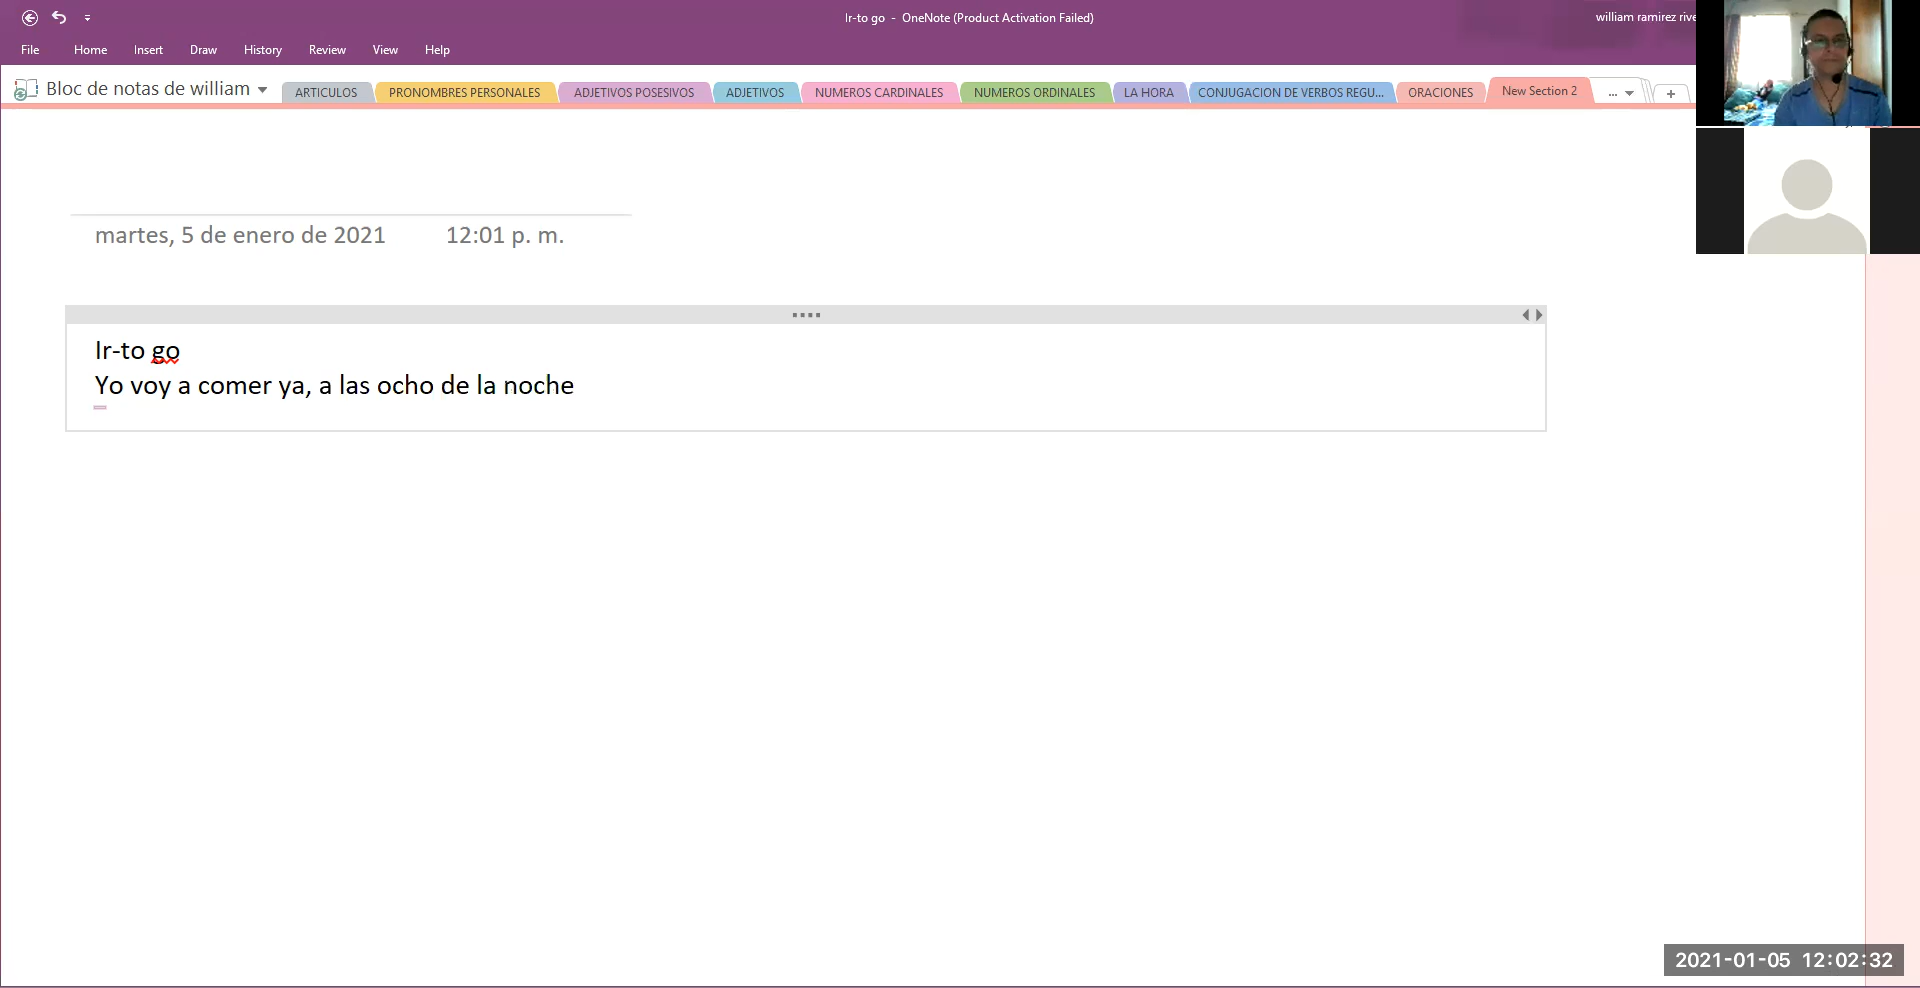 Ir-to go - OneNote (Product Activation Failed)
william ramirez rive
File Home Insert Draw History Review View Help
Bloc de notas de william
ARTICULOS PRONOMBRES PERSONALES ADJETIVOS POSESIVOS ADJETIVOS NUMEROS CARDINALES NUMEROS ORDINALES LA HORA CONJUGACION DE VERBOS REGU... ORACIONES New Section 2 ...
martes, 5 de enero de 2021 12:01 p. m.
Ir-to go
Yo voy a comer ya, a las ocho de la noche
2021-01-05 12:02:32